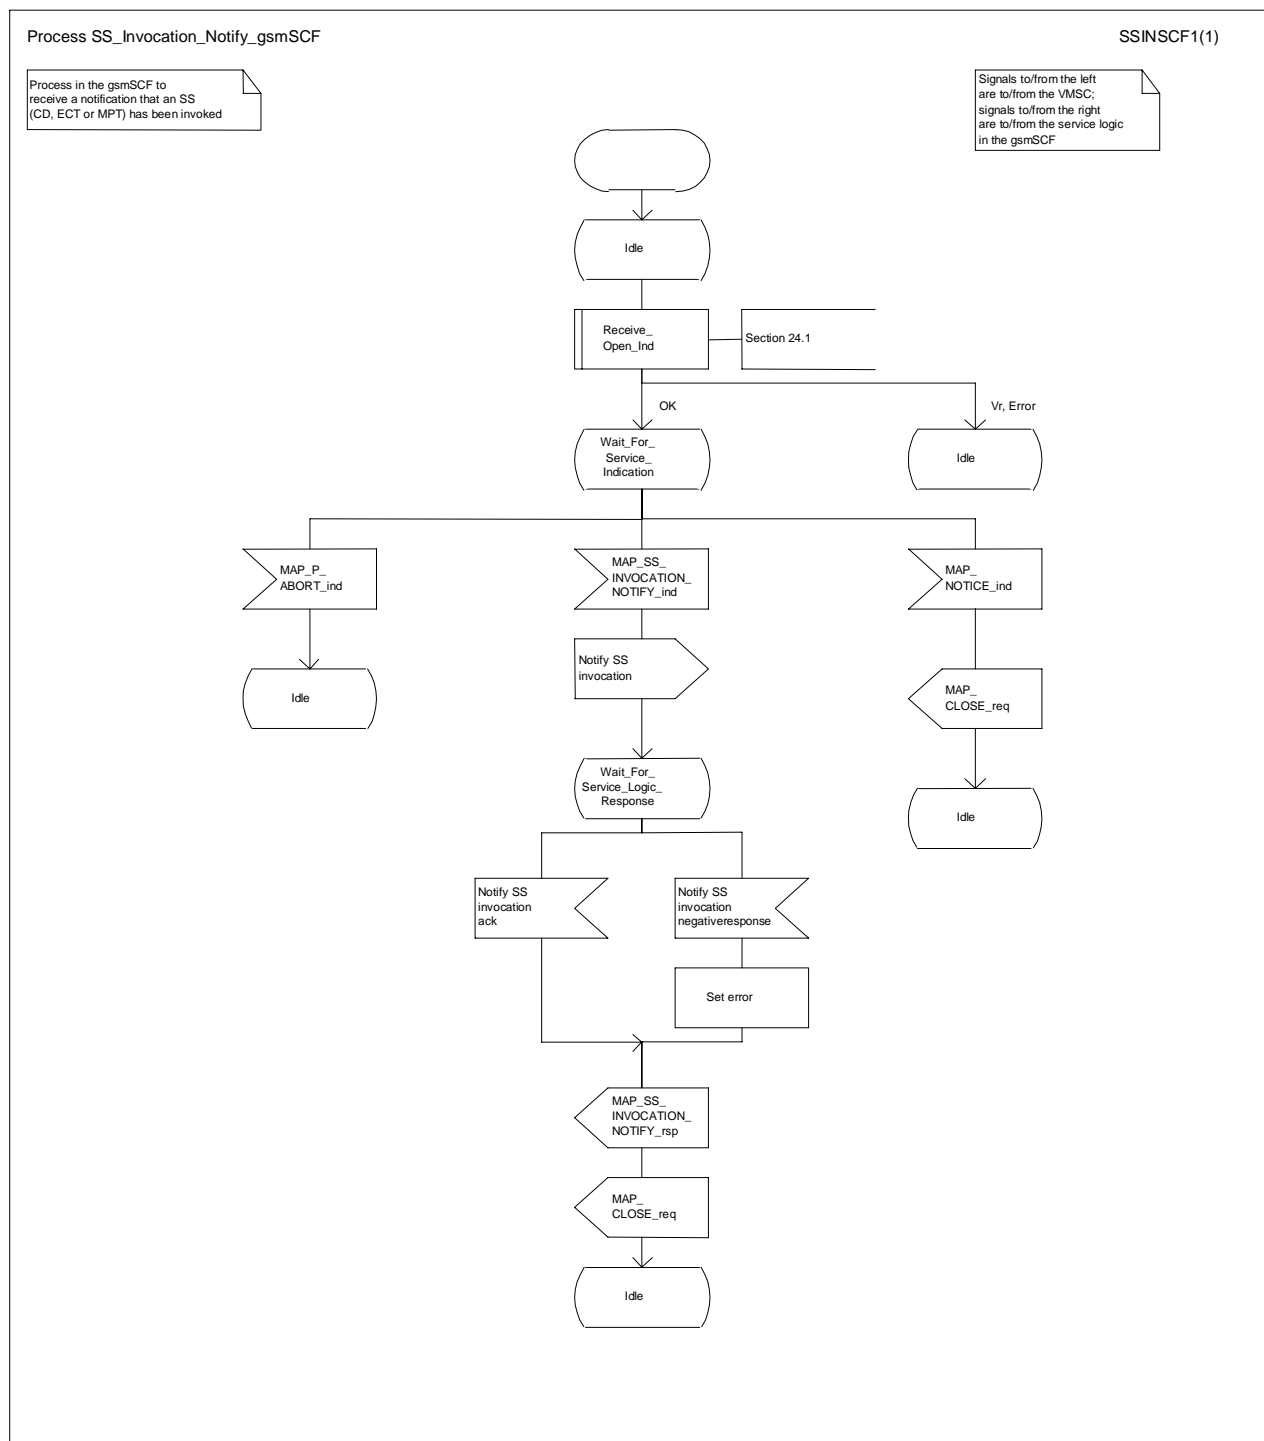 Process SS_Invocation_Notify_gsmSCF
SSINSCF1(1)
Process in the gsmSCF to
receive a notification that an SS
(CD, ECT or MPT) has been invoked
Signals to/from the left
are to/from the VMSC;
signals to/from the right
are to/from the service logic
in the gsmSCF
Idle
Receive_
Open_Ind
Section 24.1
OK
Vr, Error
Wait_For_
Service_
Indication
Idle
MAP_P_
ABORT_ind
MAP_SS_
INVOCATION_
NOTIFY_ind
MAP_
NOTICE_ind
Notify SS
invocation
Idle
MAP_
CLOSE_req
Wait_For_
Service_Logic_
Response
Idle
Notify SS
invocation
ack
Notify SS
invocation
negativeresponse
Set error
MAP_SS_
INVOCATION_
NOTIFY_rsp
MAP_
CLOSE_req
Idle